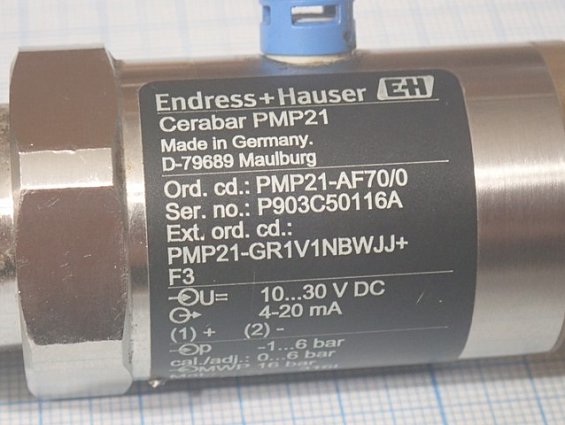 Endress+Hauser EH
Cerabar PMP21
Made in Germany.
D-79689 Maulburg
Ord. cd.: PMP21-AF70/0
Ser. no.: P903C50116A
Ext. ord. cd.:
PMP21-GR1V1NBWJJ+
F3
U= 10...30 V DC
4-20 mA
(1) + (2) -
p -1...6 bar
cal./adj.: 0...6 bar
MWP 16 bar